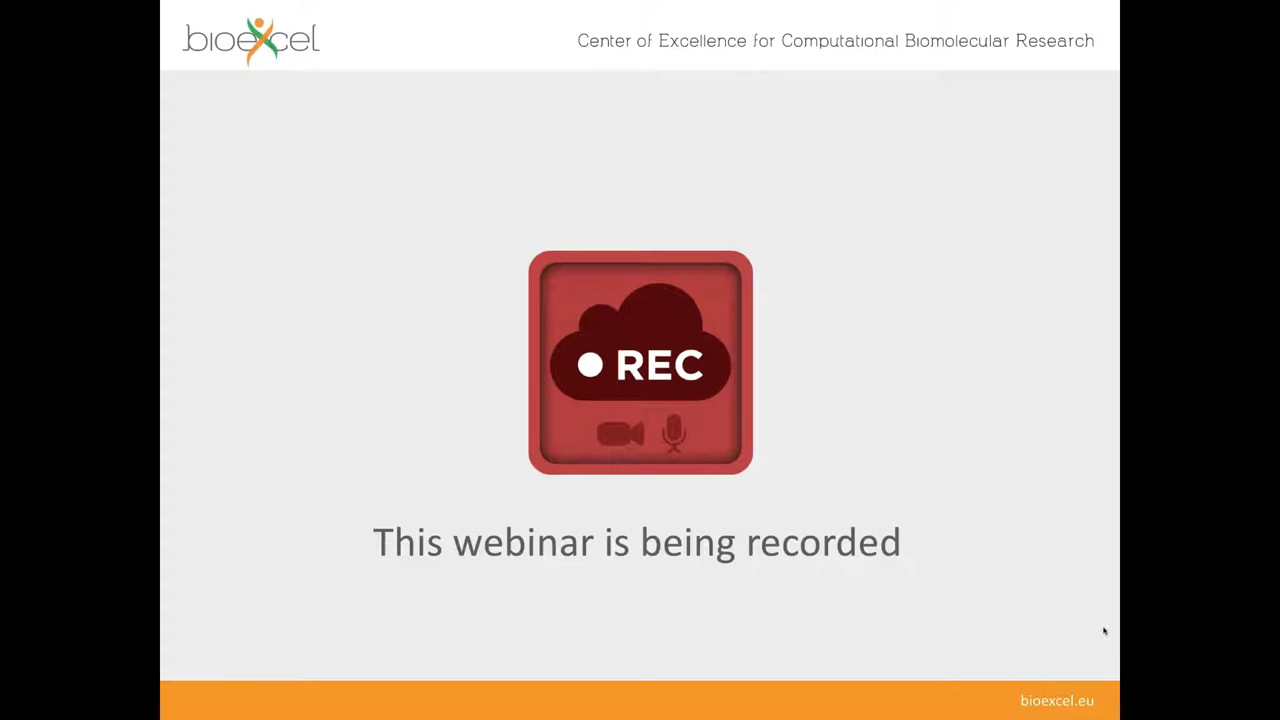 bioexcel
Center of Excellence for Computational Biomolecular Research
REC
This webinar is being recorded
bioexcel.eu